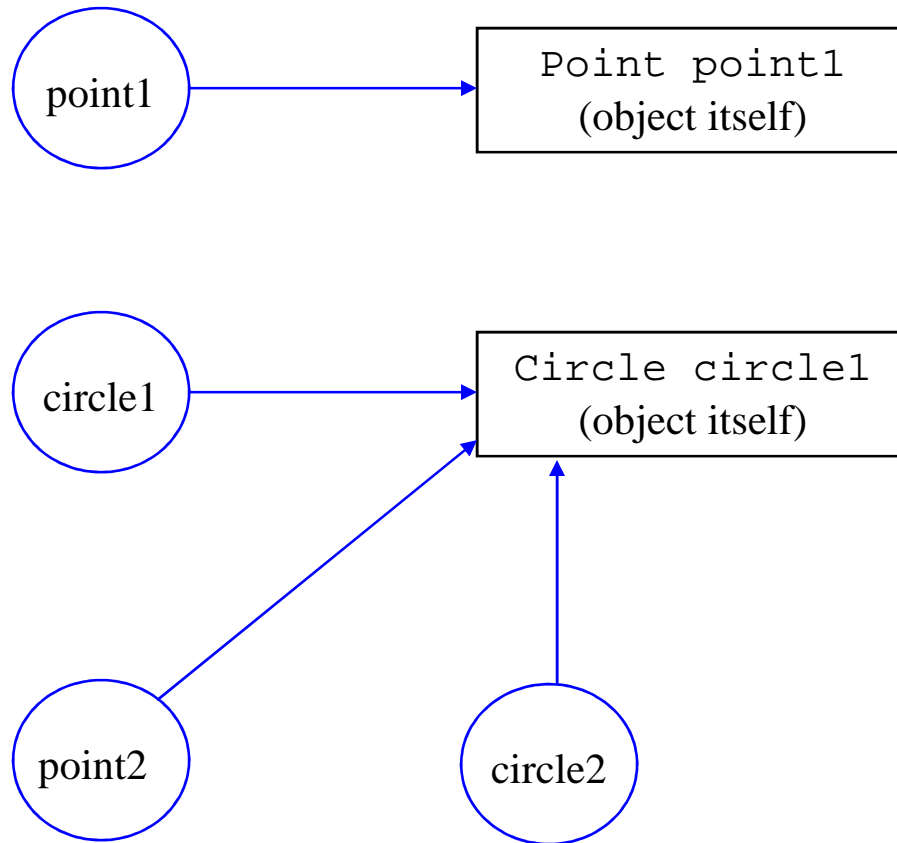 point1
Point point1
(object itself)
circle1
Circle circle1
(object itself)
point2
circle2